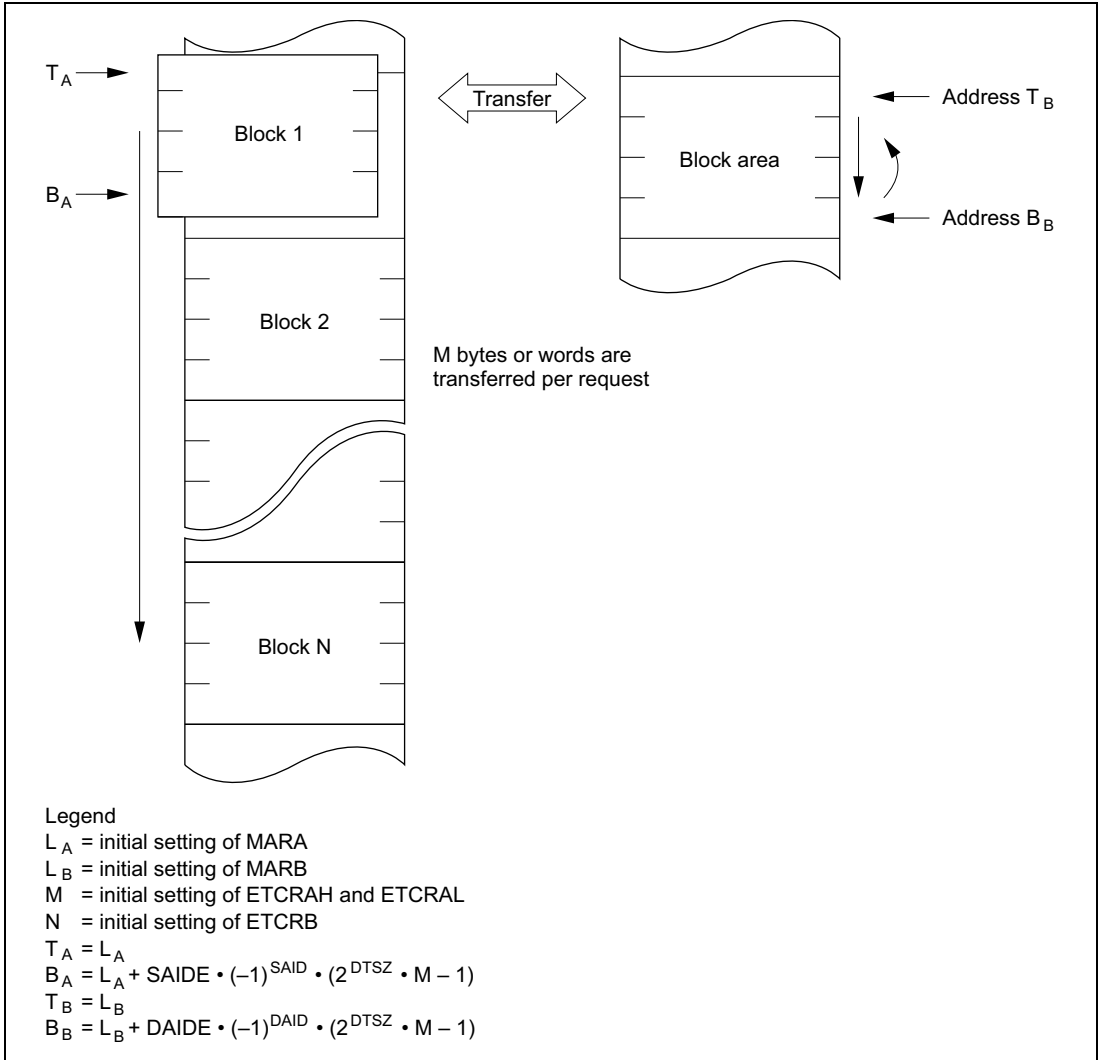 T_A
Block 1
B_A
Transfer
Address T_B
Block area
Address B_B
Block 2
M bytes or words are
transferred per request
Block N
Legend
L_A = initial setting of MARA
L_B = initial setting of MARB
M = initial setting of ETCRAH and ETCRAL
N = initial setting of ETCRB
T_A = L_A
B_A = L_A + SAIDE • (–1)^SAID • (2^DTSZ • M – 1)
T_B = L_B
B_B = L_B + DAIDE • (–1)^DAID • (2^DTSZ • M – 1)